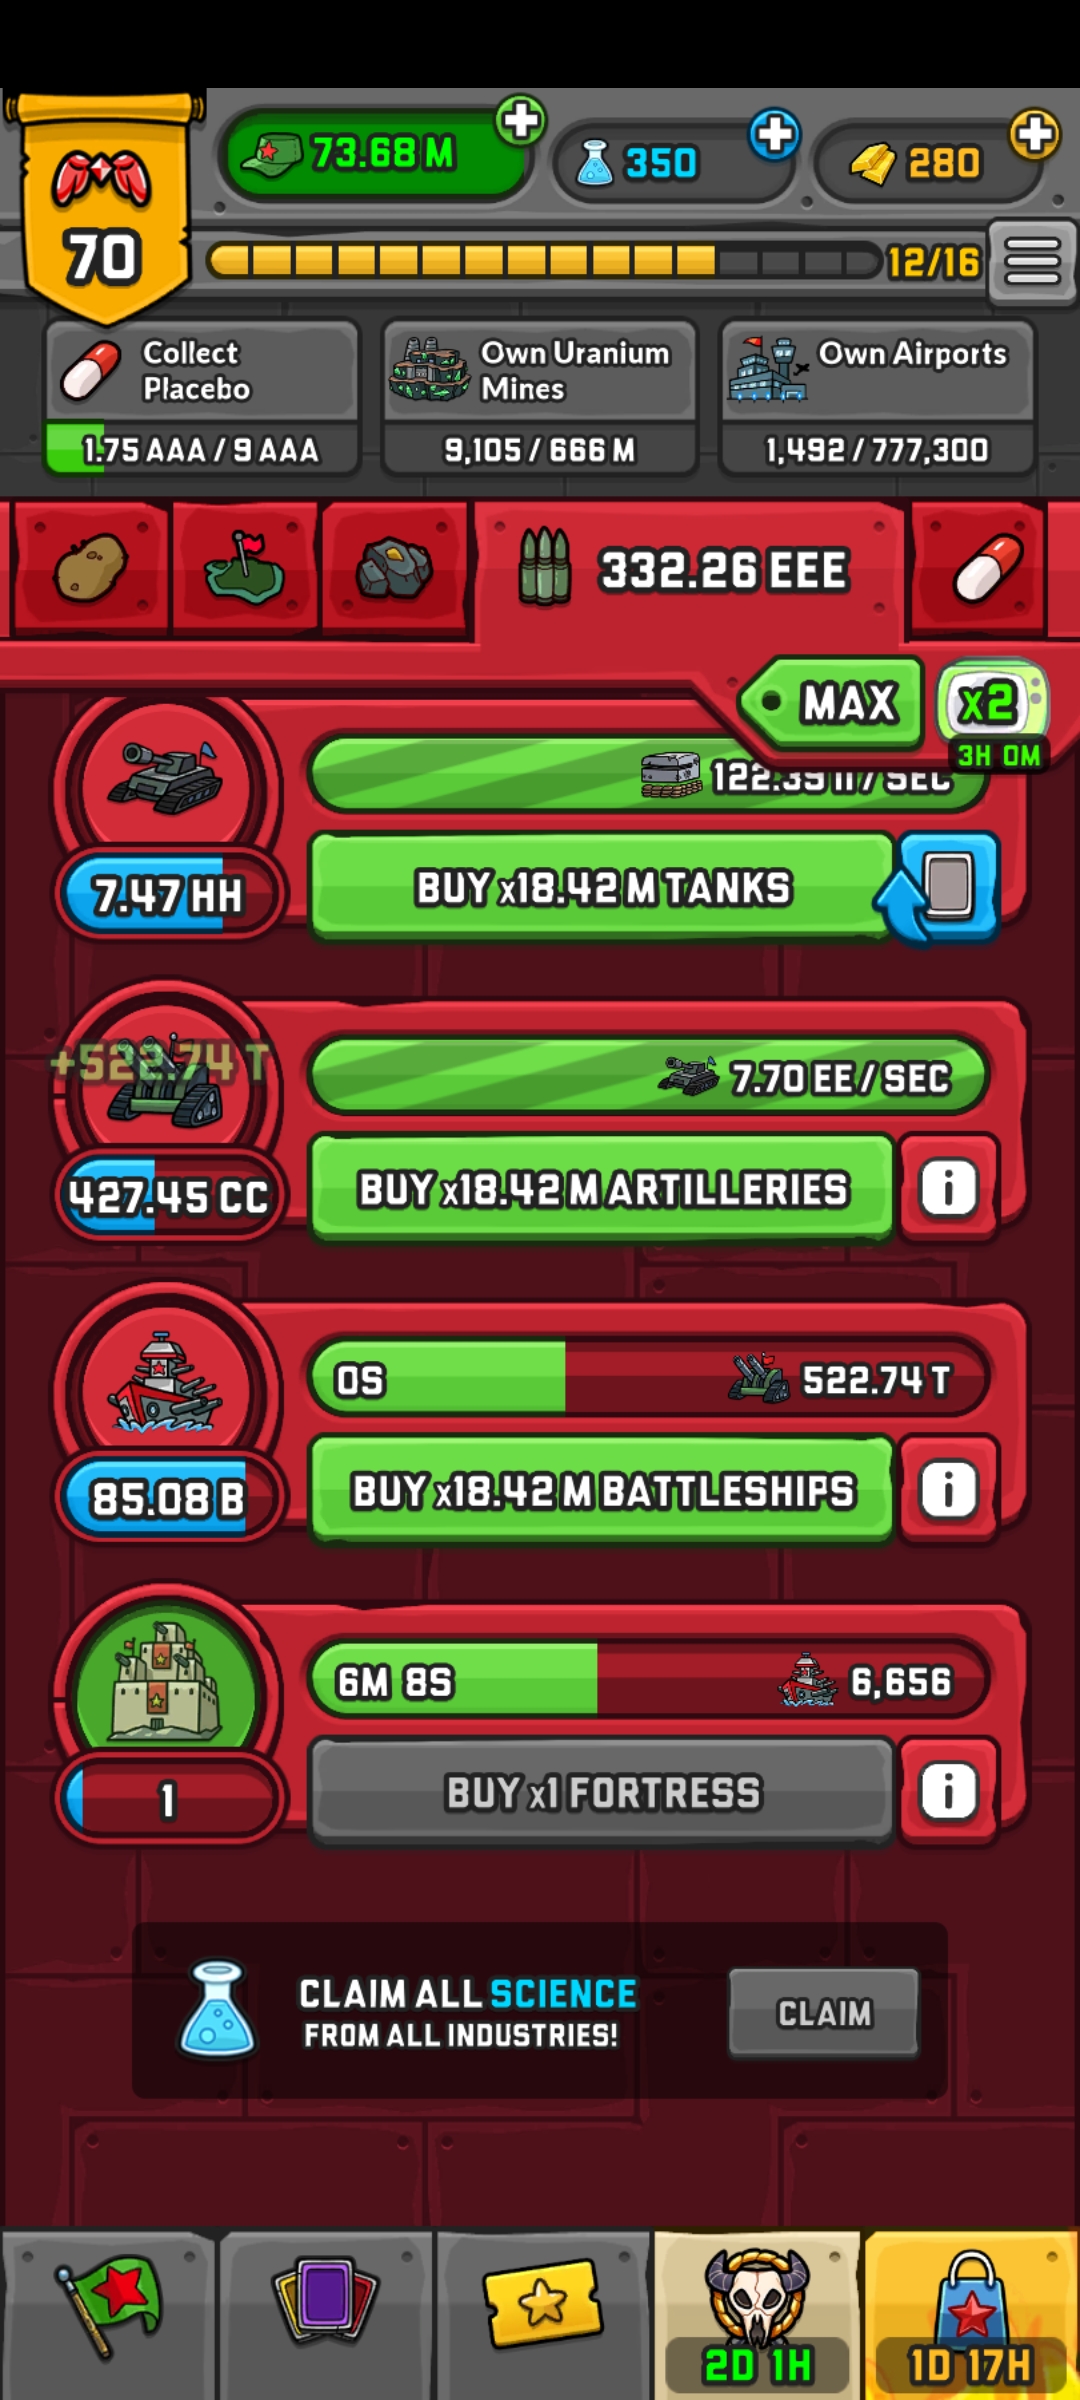 73.68 M
350
280
70
12/16
Collect
Placebo
1.75 AAA / 9 AAA
Own Uranium
Mines
9,105 / 666 M
Own Airports
1,492 / 777,300
332.26 EEE
MAX
x2
3H 0M
/ SEC
7.47 HH
BUY x18.42 M TANKS
+522.74 T
7.70 EE / SEC
427.45 CC
BUY x18.42 M ARTILLERIES
i
0S
522.74 T
85.08 B
BUY x18.42 M BATTLESHIPS
i
6M 8S
6,656
1
BUY x1 FORTRESS
i
CLAIM ALL SCIENCE
FROM ALL INDUSTRIES!
CLAIM
2D 1H
1D 17H